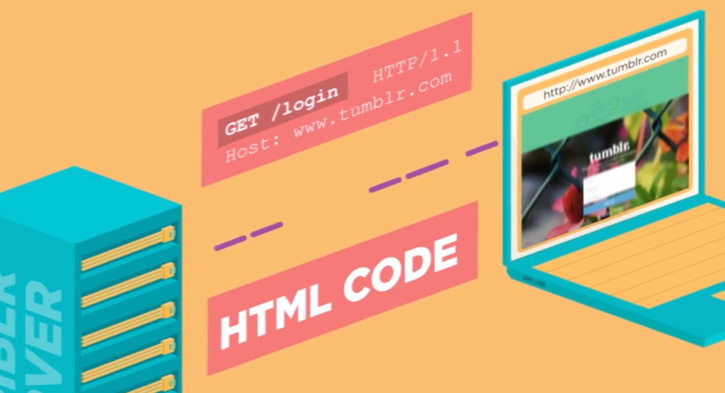 GET /login HTTP/1.1
Host: www.tumblr.com
http://www.tumblr.com
tumblr.
HTML CODE